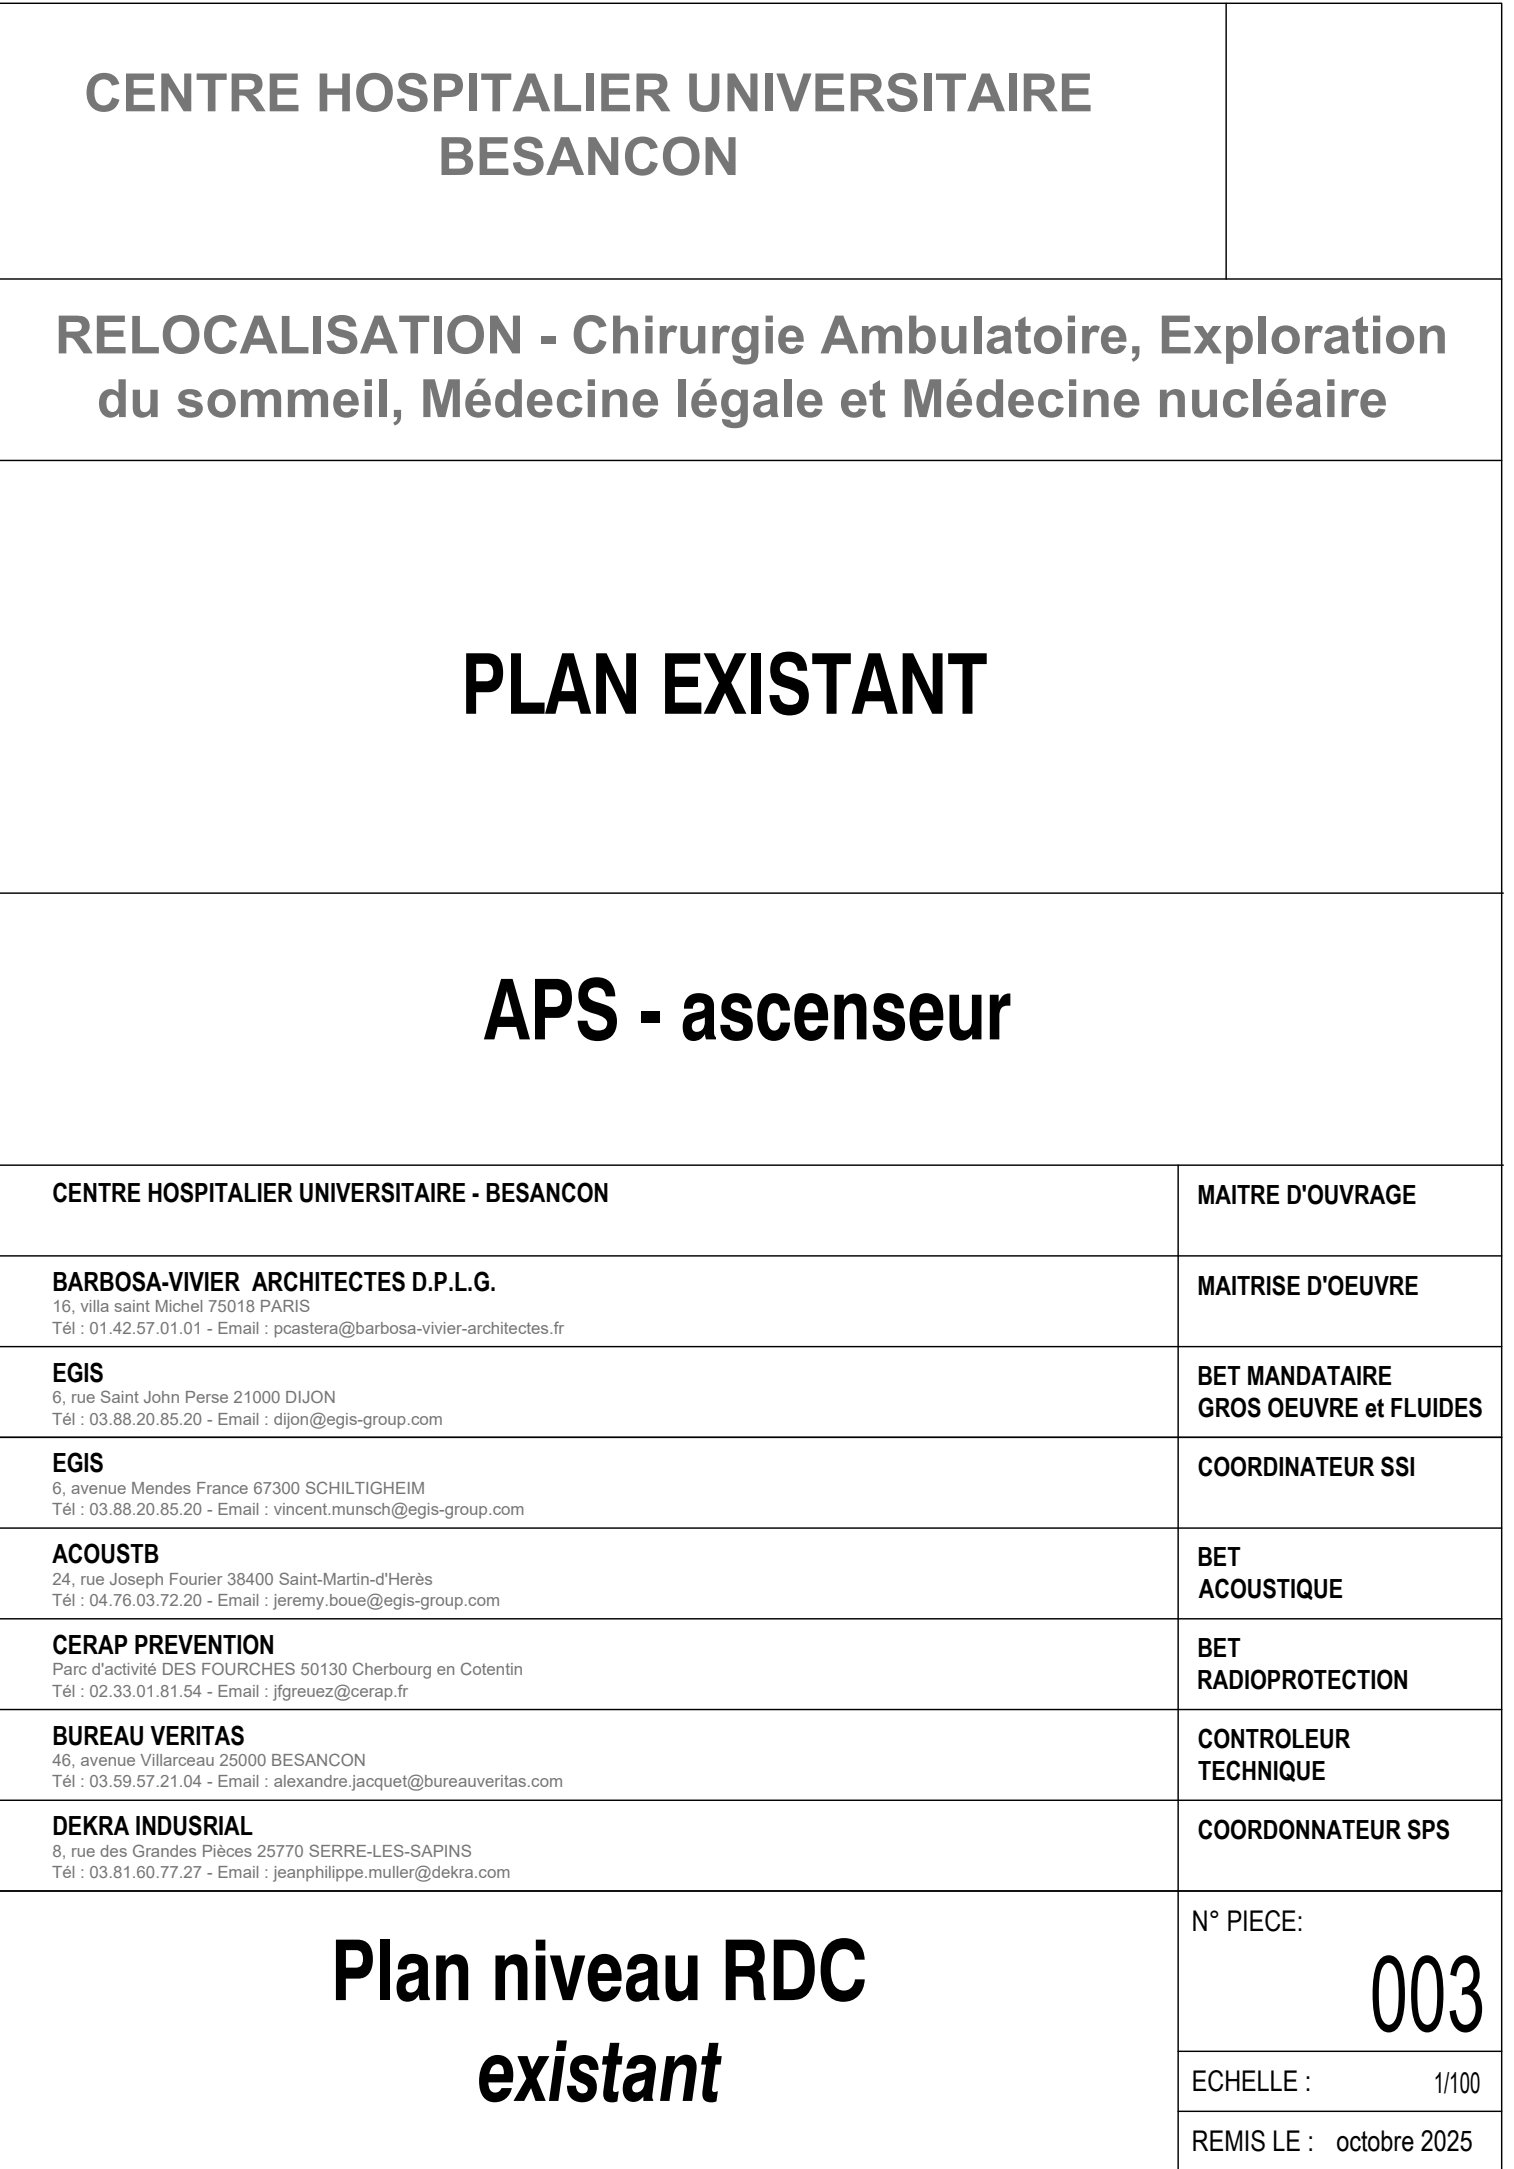 CENTRE HOSPITALIER UNIVERSITAIRE
BESANCON
RELOCALISATION - Chirurgie Ambulatoire, Exploration
du sommeil, Médecine légale et Médecine nucléaire
PLAN EXISTANT
APS - ascenseur
CENTRE HOSPITALIER UNIVERSITAIRE - BESANCON
MAITRE D'OUVRAGE
BARBOSA-VIVIER ARCHITECTES D.P.L.G.
16, villa saint Michel 75018 PARIS
Tél : 01.42.57.01.01 - Email : pcastera@barbosa-vivier-architectes.fr
MAITRISE D'OEUVRE
EGIS
6, rue Saint John Perse 21000 DIJON
Tél : 03.88.20.85.20 - Email : dijon@egis-group.com
BET MANDATAIRE
GROS OEUVRE et FLUIDES
EGIS
6, avenue Mendes France 67300 SCHILTIGHEIM
Tél : 03.88.20.85.20 - Email : vincent.munsch@egis-group.com
COORDINATEUR SSI
ACOUSTB
24, rue Joseph Fourier 38400 Saint-Martin-d'Herès
Tél : 04.76.03.72.20 - Email : jeremy.boue@egis-group.com
BET
ACOUSTIQUE
CERAP PREVENTION
Parc d'activité DES FOURCHES 50130 Cherbourg en Cotentin
Tél : 02.33.01.81.54 - Email : jfgreuez@cerap.fr
BET
RADIOPROTECTION
BUREAU VERITAS
46, avenue Villarceau 25000 BESANCON
Tél : 03.59.57.21.04 - Email : alexandre.jacquet@bureauveritas.com
CONTROLEUR
TECHNIQUE
DEKRA INDUSRIAL
8, rue des Grandes Pièces 25770 SERRE-LES-SAPINS
Tél : 03.81.60.77.27 - Email : jeanphilippe.muller@dekra.com
COORDONNATEUR SPS
Plan niveau RDC
existant
N° PIECE:
003
ECHELLE : 1/100
REMIS LE : octobre 2025